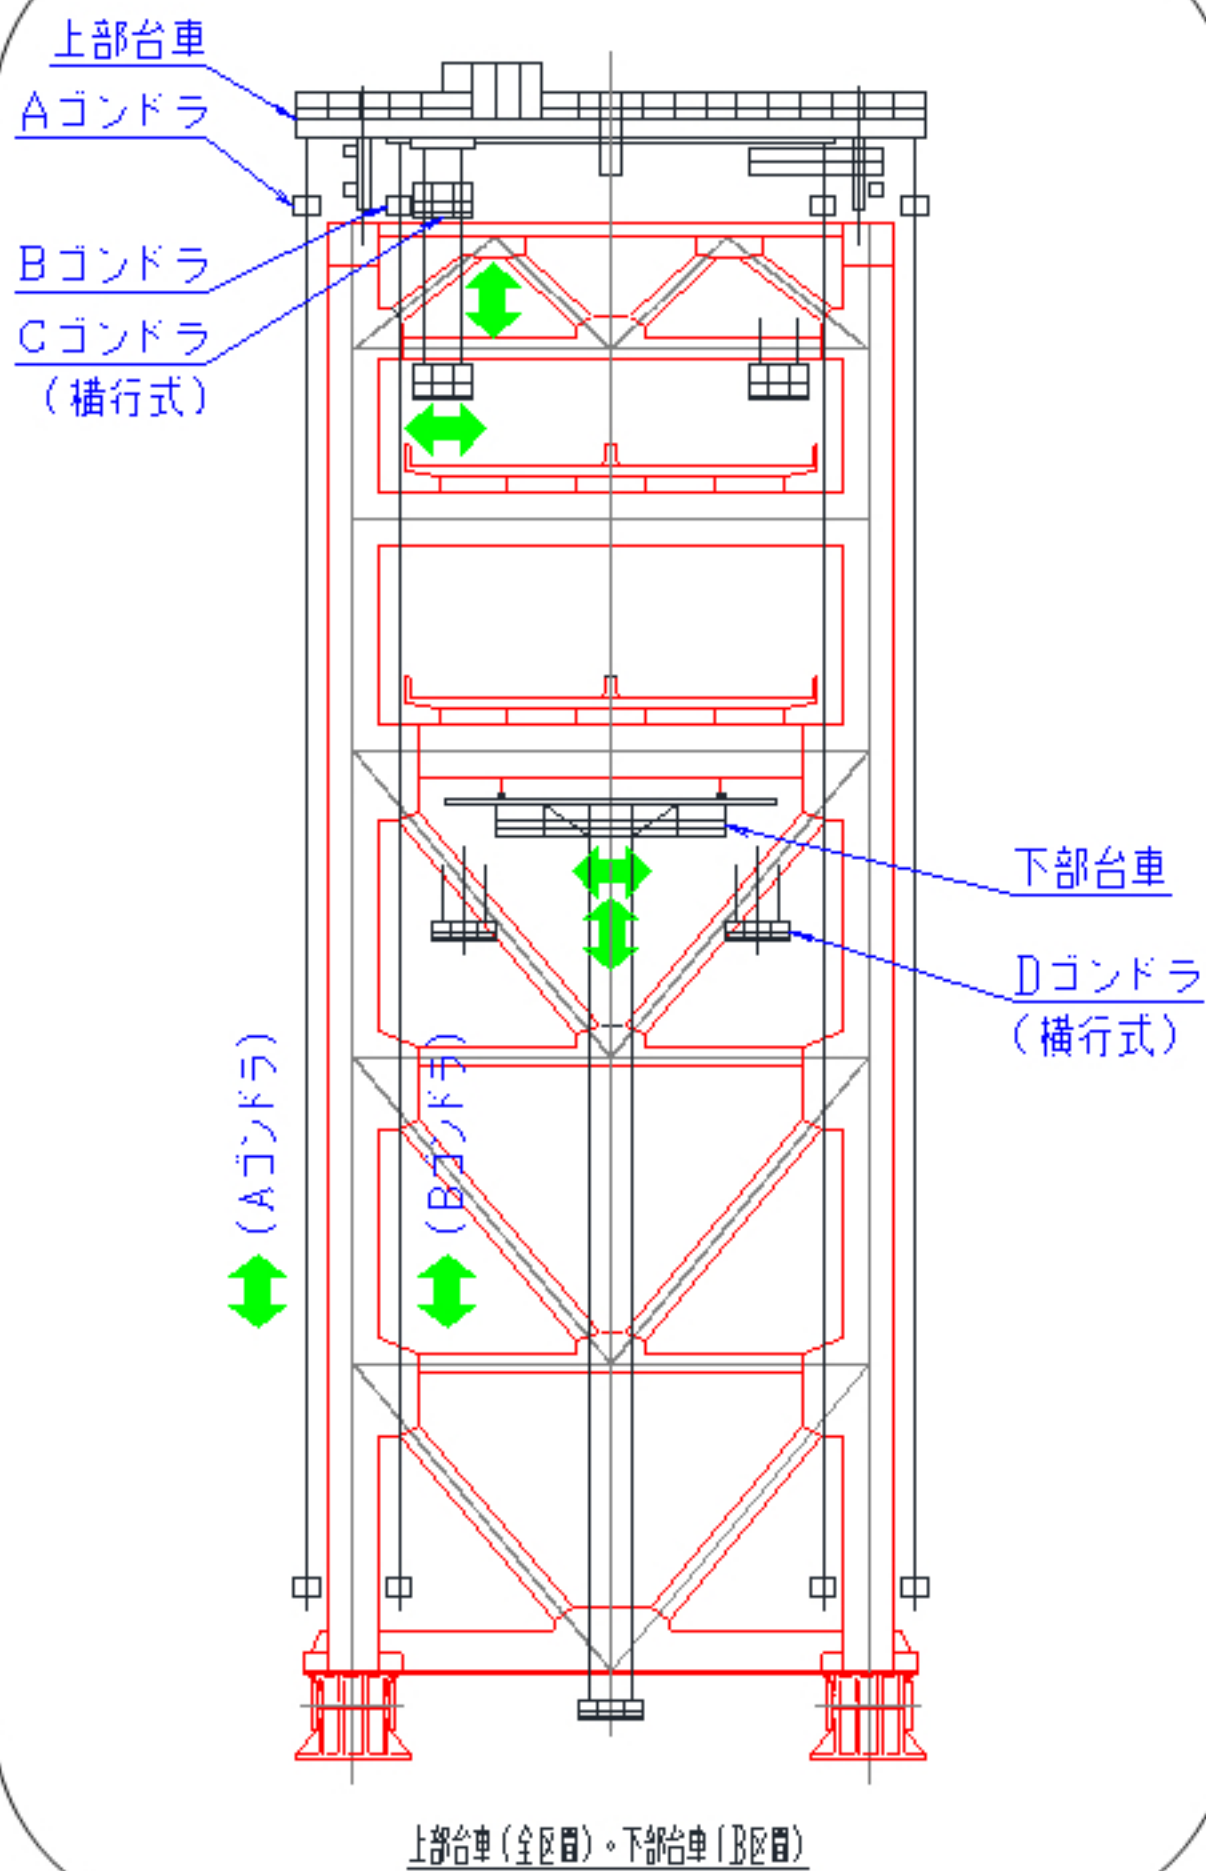 上部台車
Aゴンドラ
Bゴンドラ
Cゴンドラ
(横行式)
下部台車
Dゴンドラ
(横行式)
(Aゴンドラ)
(Bゴンドラ)
上部台車(全区間)・下部台車(B区間)